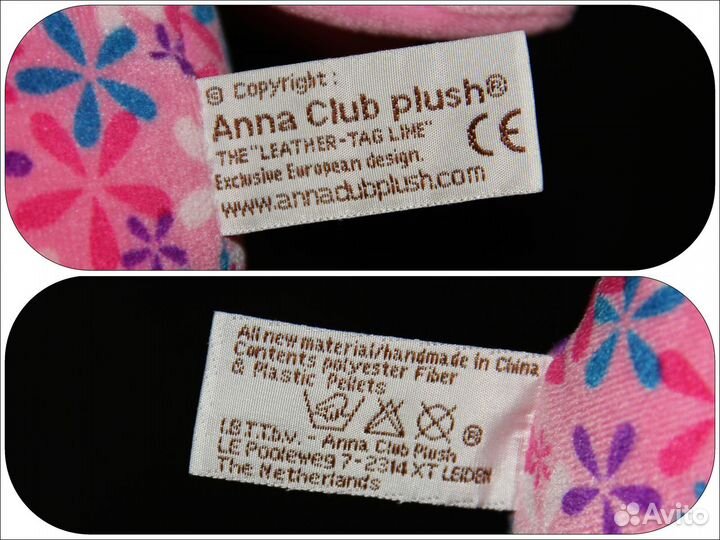 © Copyright:
Anna Club plush®
THE "LEATHER-TAG LINE"
Exclusive European design.
www.annaclubplush.com
CE
All new material/handmade in China
Contents Polyester Fiber
& Plastic Pellets
®
I.B.T.T.b.v. - Anna Club Plush
LE Pooleweg 7- 2314 XT LEIDEN
The Netherlands
Avito